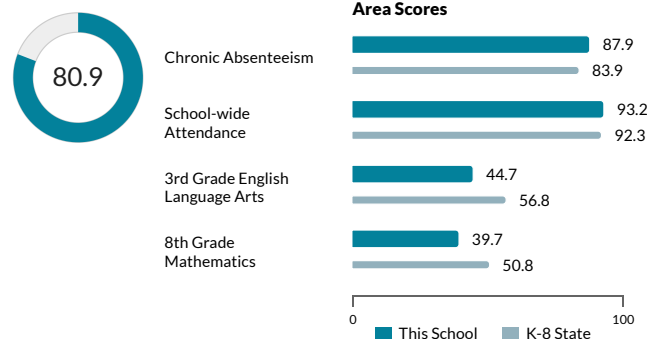 Area Scores
80.9
Chronic Absenteeism
87.9
83.9
School-wide
Attendance
93.2
92.3
3rd Grade English
Language Arts
44.7
56.8
8th Grade
Mathematics
39.7
50.8
0
100
This School
K-8 State